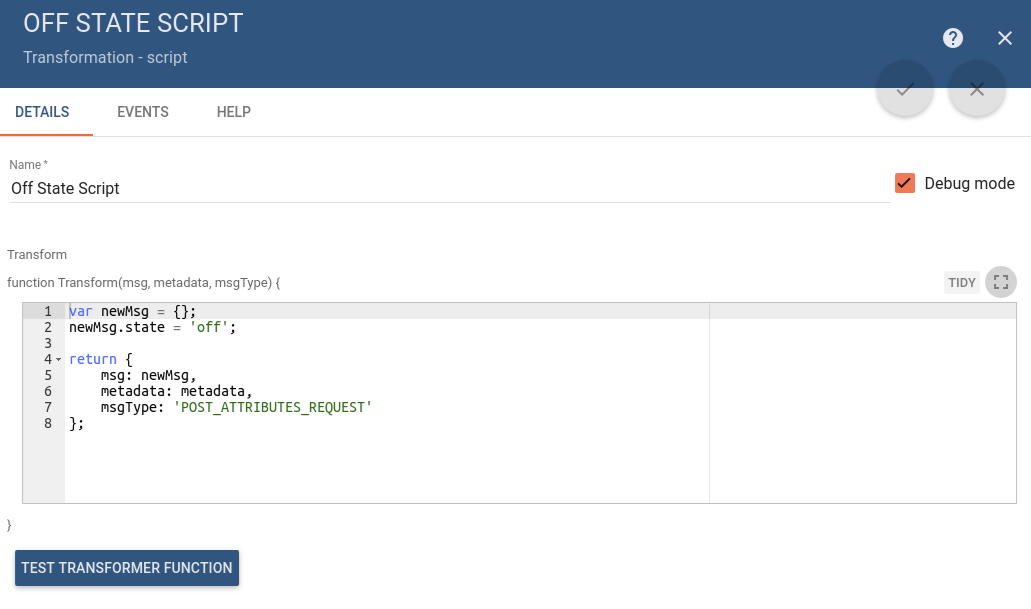 OFF STATE SCRIPT
Transformation - script
?
DETAILS EVENTS HELP
Name *
Off State Script
Debug mode
Transform
function Transform(msg, metadata, msgType) {
TIDY
1 var newMsg = {};
2 newMsg.state = 'off';
3
4 return {
5     msg: newMsg,
6     metadata: metadata,
7     msgType: 'POST_ATTRIBUTES_REQUEST'
8 };
}
TEST TRANSFORMER FUNCTION